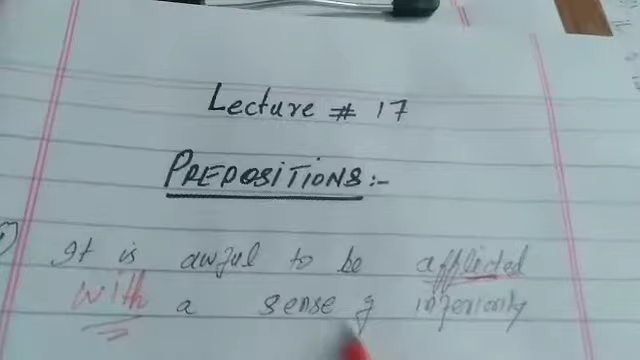 Lecture # 17
PREPOSITIONS:-
It is awful to be afflicted
with a sense of inferiority